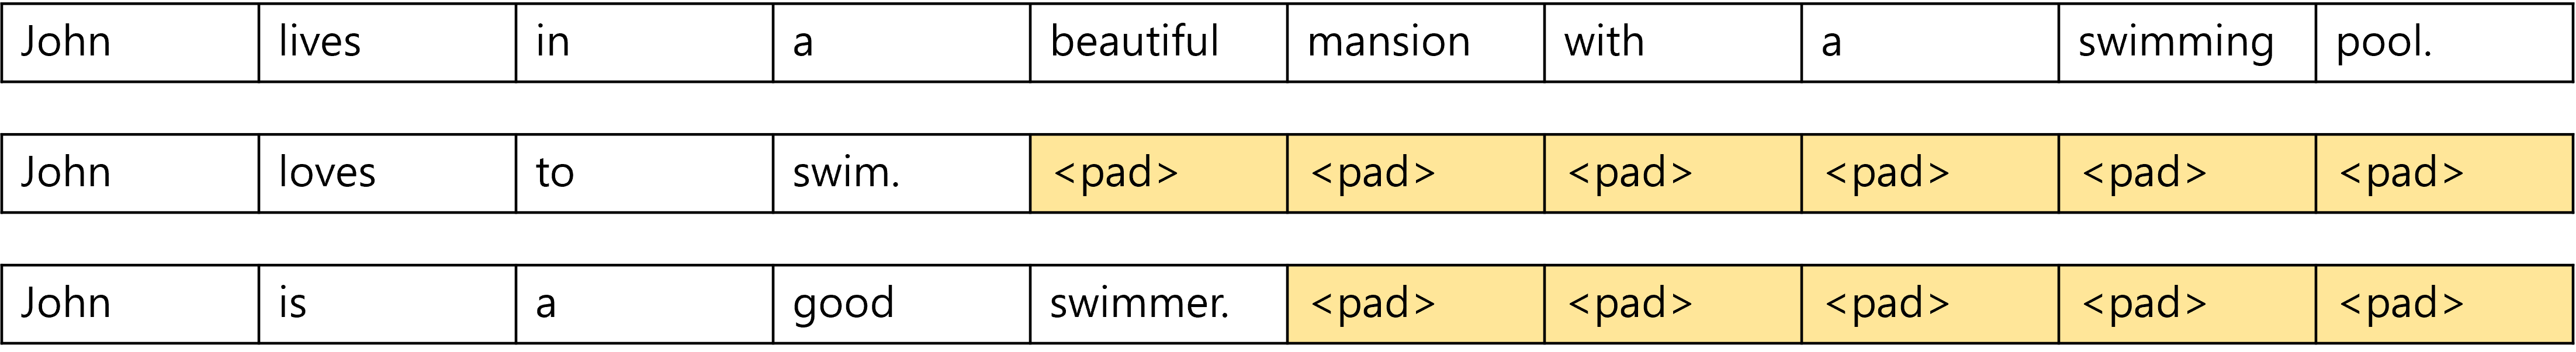 John lives in a beautiful mansion with a swimming pool.
John loves to swim. <pad> <pad> <pad> <pad> <pad> <pad>
John is a good swimmer. <pad> <pad> <pad> <pad> <pad>